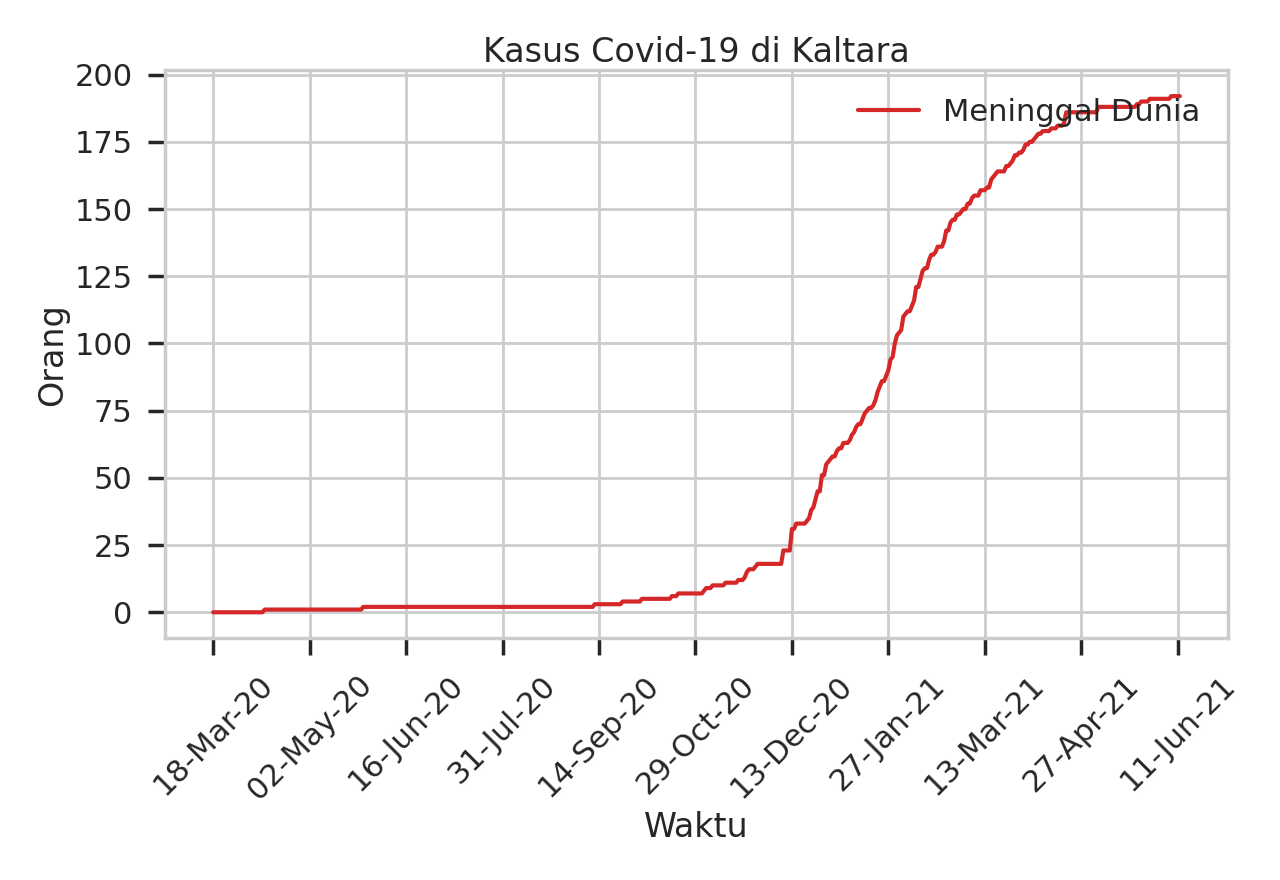 Kasus Covid-19 di Kaltara
Meninggal Dunia
Orang
200
175
150
125
100
75
50
25
0
18-Mar-20
02-May-20
16-Jun-20
31-Jul-20
14-Sep-20
29-Oct-20
13-Dec-20
27-Jan-21
13-Mar-21
27-Apr-21
11-Jun-21
Waktu